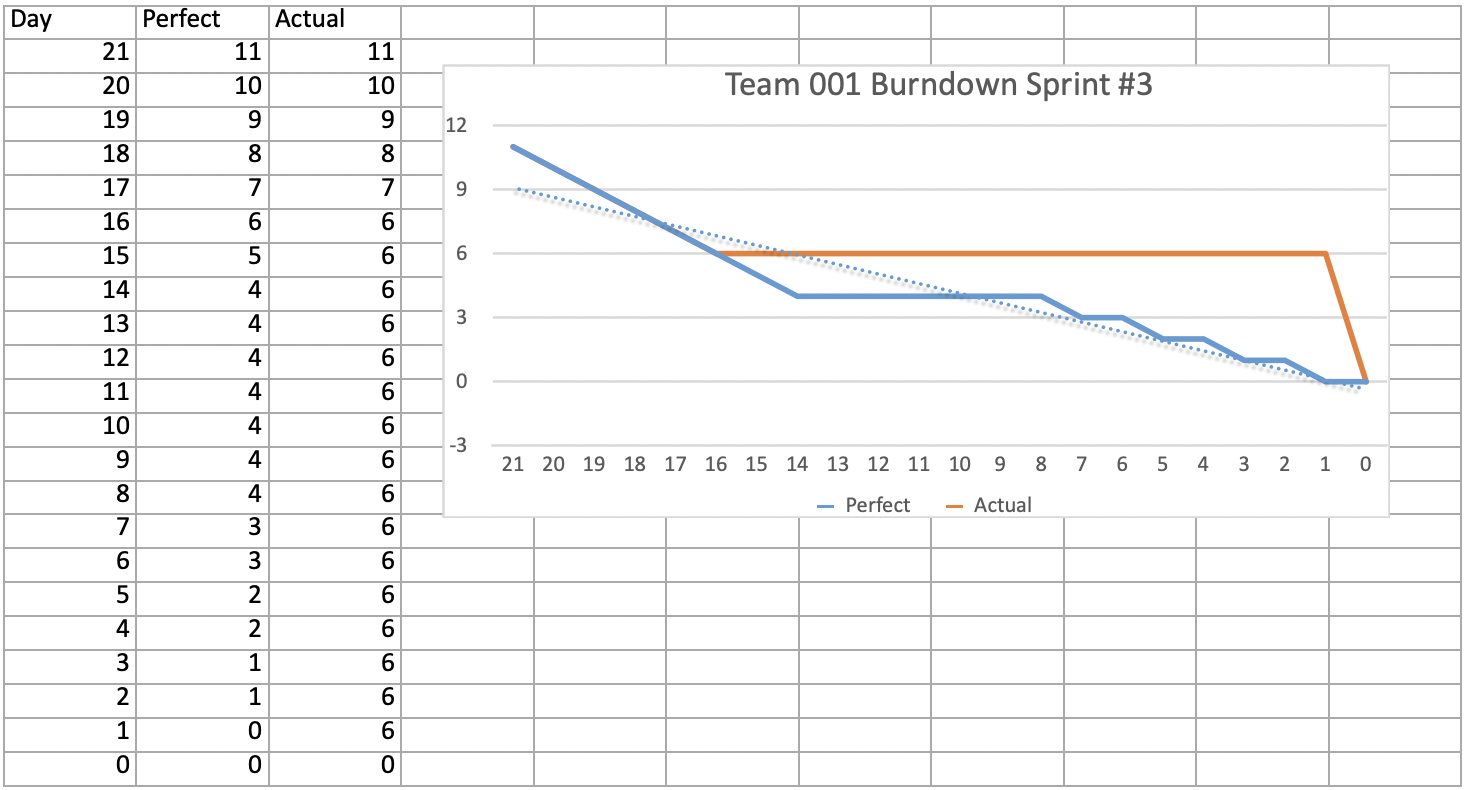 Day Perfect Actual
21 11 11
20 10 10
19 9 9
18 8 8
17 7 7
16 6 6
15 5 6
14 4 6
13 4 6
12 4 6
11 4 6
10 4 6
9 4 6
8 4 6
7 3 6
6 3 6
5 2 6
4 2 6
3 1 6
2 1 6
1 0 6
0 0 0
Team 001 Burndown Sprint #3
12
9
6
3
0
-3
21 20 19 18 17 16 15 14 13 12 11 10 9 8 7 6 5 4 3 2 1 0
Perfect Actual